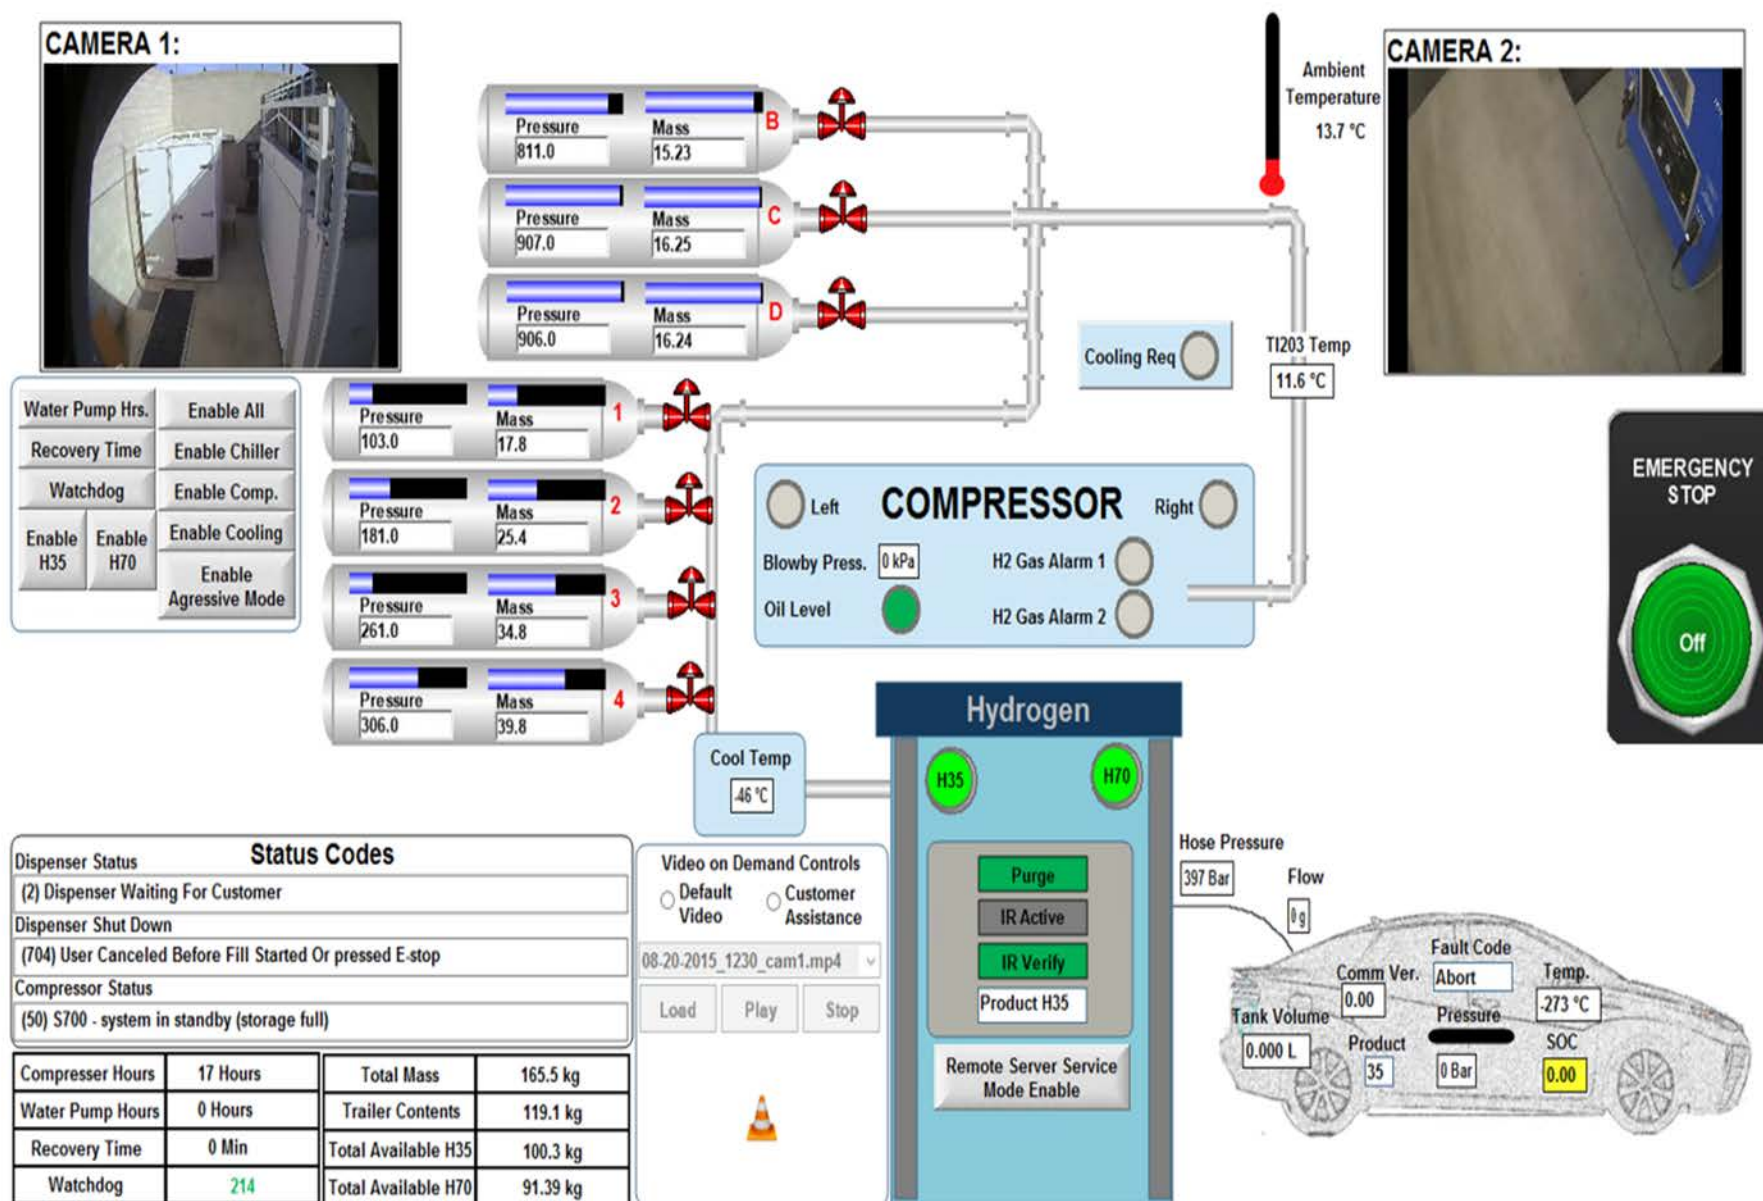 CAMERA 1:
Pressure
811.0
Mass
15.23
B
Pressure
907.0
Mass
16.25
C
Pressure
906.0
Mass
16.24
D
Ambient
Temperature
13.7 °C
CAMERA 2:
Cooling Req
TI203 Temp
11.6 °C
Water Pump Hrs.
Enable All
Recovery Time
Enable Chiller
Watchdog
Enable Comp.
Enable
H35
Enable
H70
Enable Cooling
Enable
Agressive Mode
Pressure
103.0
Mass
17.8
1
Pressure
181.0
Mass
25.4
2
Pressure
261.0
Mass
34.8
3
Pressure
306.0
Mass
39.8
4
Left
COMPRESSOR
Right
Blowby Press.
0 kPa
H2 Gas Alarm 1
Oil Level
H2 Gas Alarm 2
EMERGENCY
STOP
Off
Cool Temp
-46 °C
Hydrogen
H35
H70
Purge
IR Active
IR Verify
Product H35
Remote Server Service
Mode Enable
Hose Pressure
397 Bar
Flow
0 g
Fault Code
Abort
Comm Ver.
0.00
Temp.
-273 °C
Tank Volume
0.000 L
Pressure
0 Bar
Product
35
SOC
0.00
Status Codes
Dispenser Status
(2) Dispenser Waiting For Customer
Dispenser Shut Down
(704) User Canceled Before Fill Started Or pressed E-stop
Compressor Status
(50) S700 - system in standby (storage full)
Video on Demand Controls
Default
Video
Customer
Assistance
08-20-2015_1230_cam1.mp4
Load
Play
Stop
Compresser Hours
17 Hours
Total Mass
165.5 kg
Water Pump Hours
0 Hours
Trailer Contents
119.1 kg
Recovery Time
0 Min
Total Available H35
100.3 kg
Watchdog
214
Total Available H70
91.39 kg